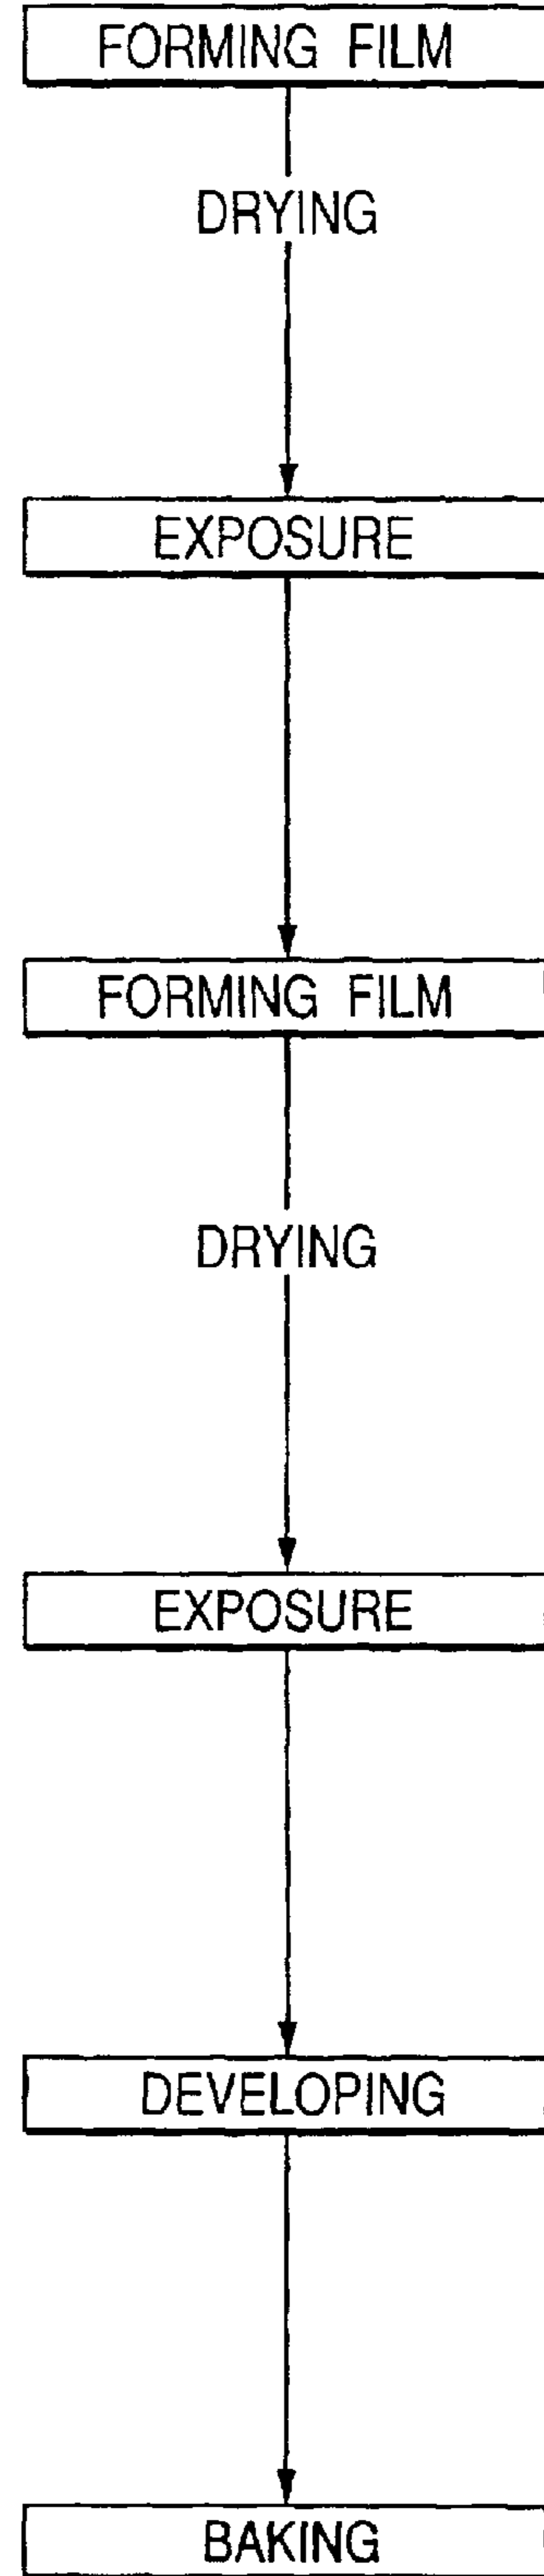 FORMING FILM
DRYING
EXPOSURE
FORMING FILM
DRYING
EXPOSURE
DEVELOPING
BAKING